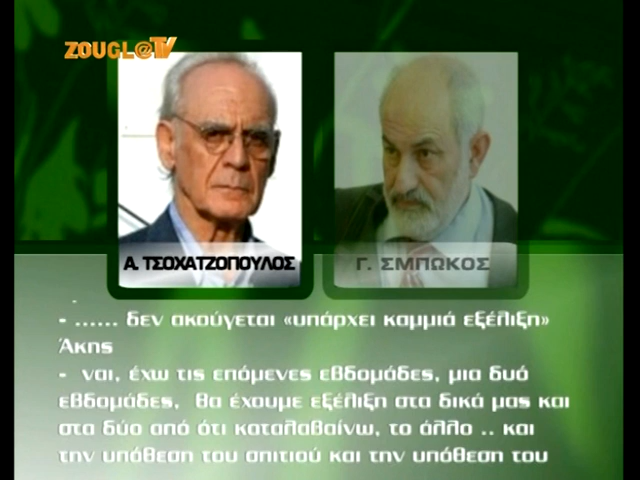 ZOUGL@TV
Α. ΤΣΟΧΑΤΖΟΠΟΥΛΟΣ
Γ. ΣΜΠΩΚΟΣ
-
- ...... δεν ακούγεται «υπάρχει καμμιά εξέλιξη»
Άκης
- ναι, έχω τις επόμενες εβδομάδες, μια δυό
εβδομάδες, θα έχουμε εξέλιξη στα δικά μας και
στα δύο από ότι καταλαβαίνω, το άλλο .. και
την υπόθεση του σπιτιού και την υπόθεση του